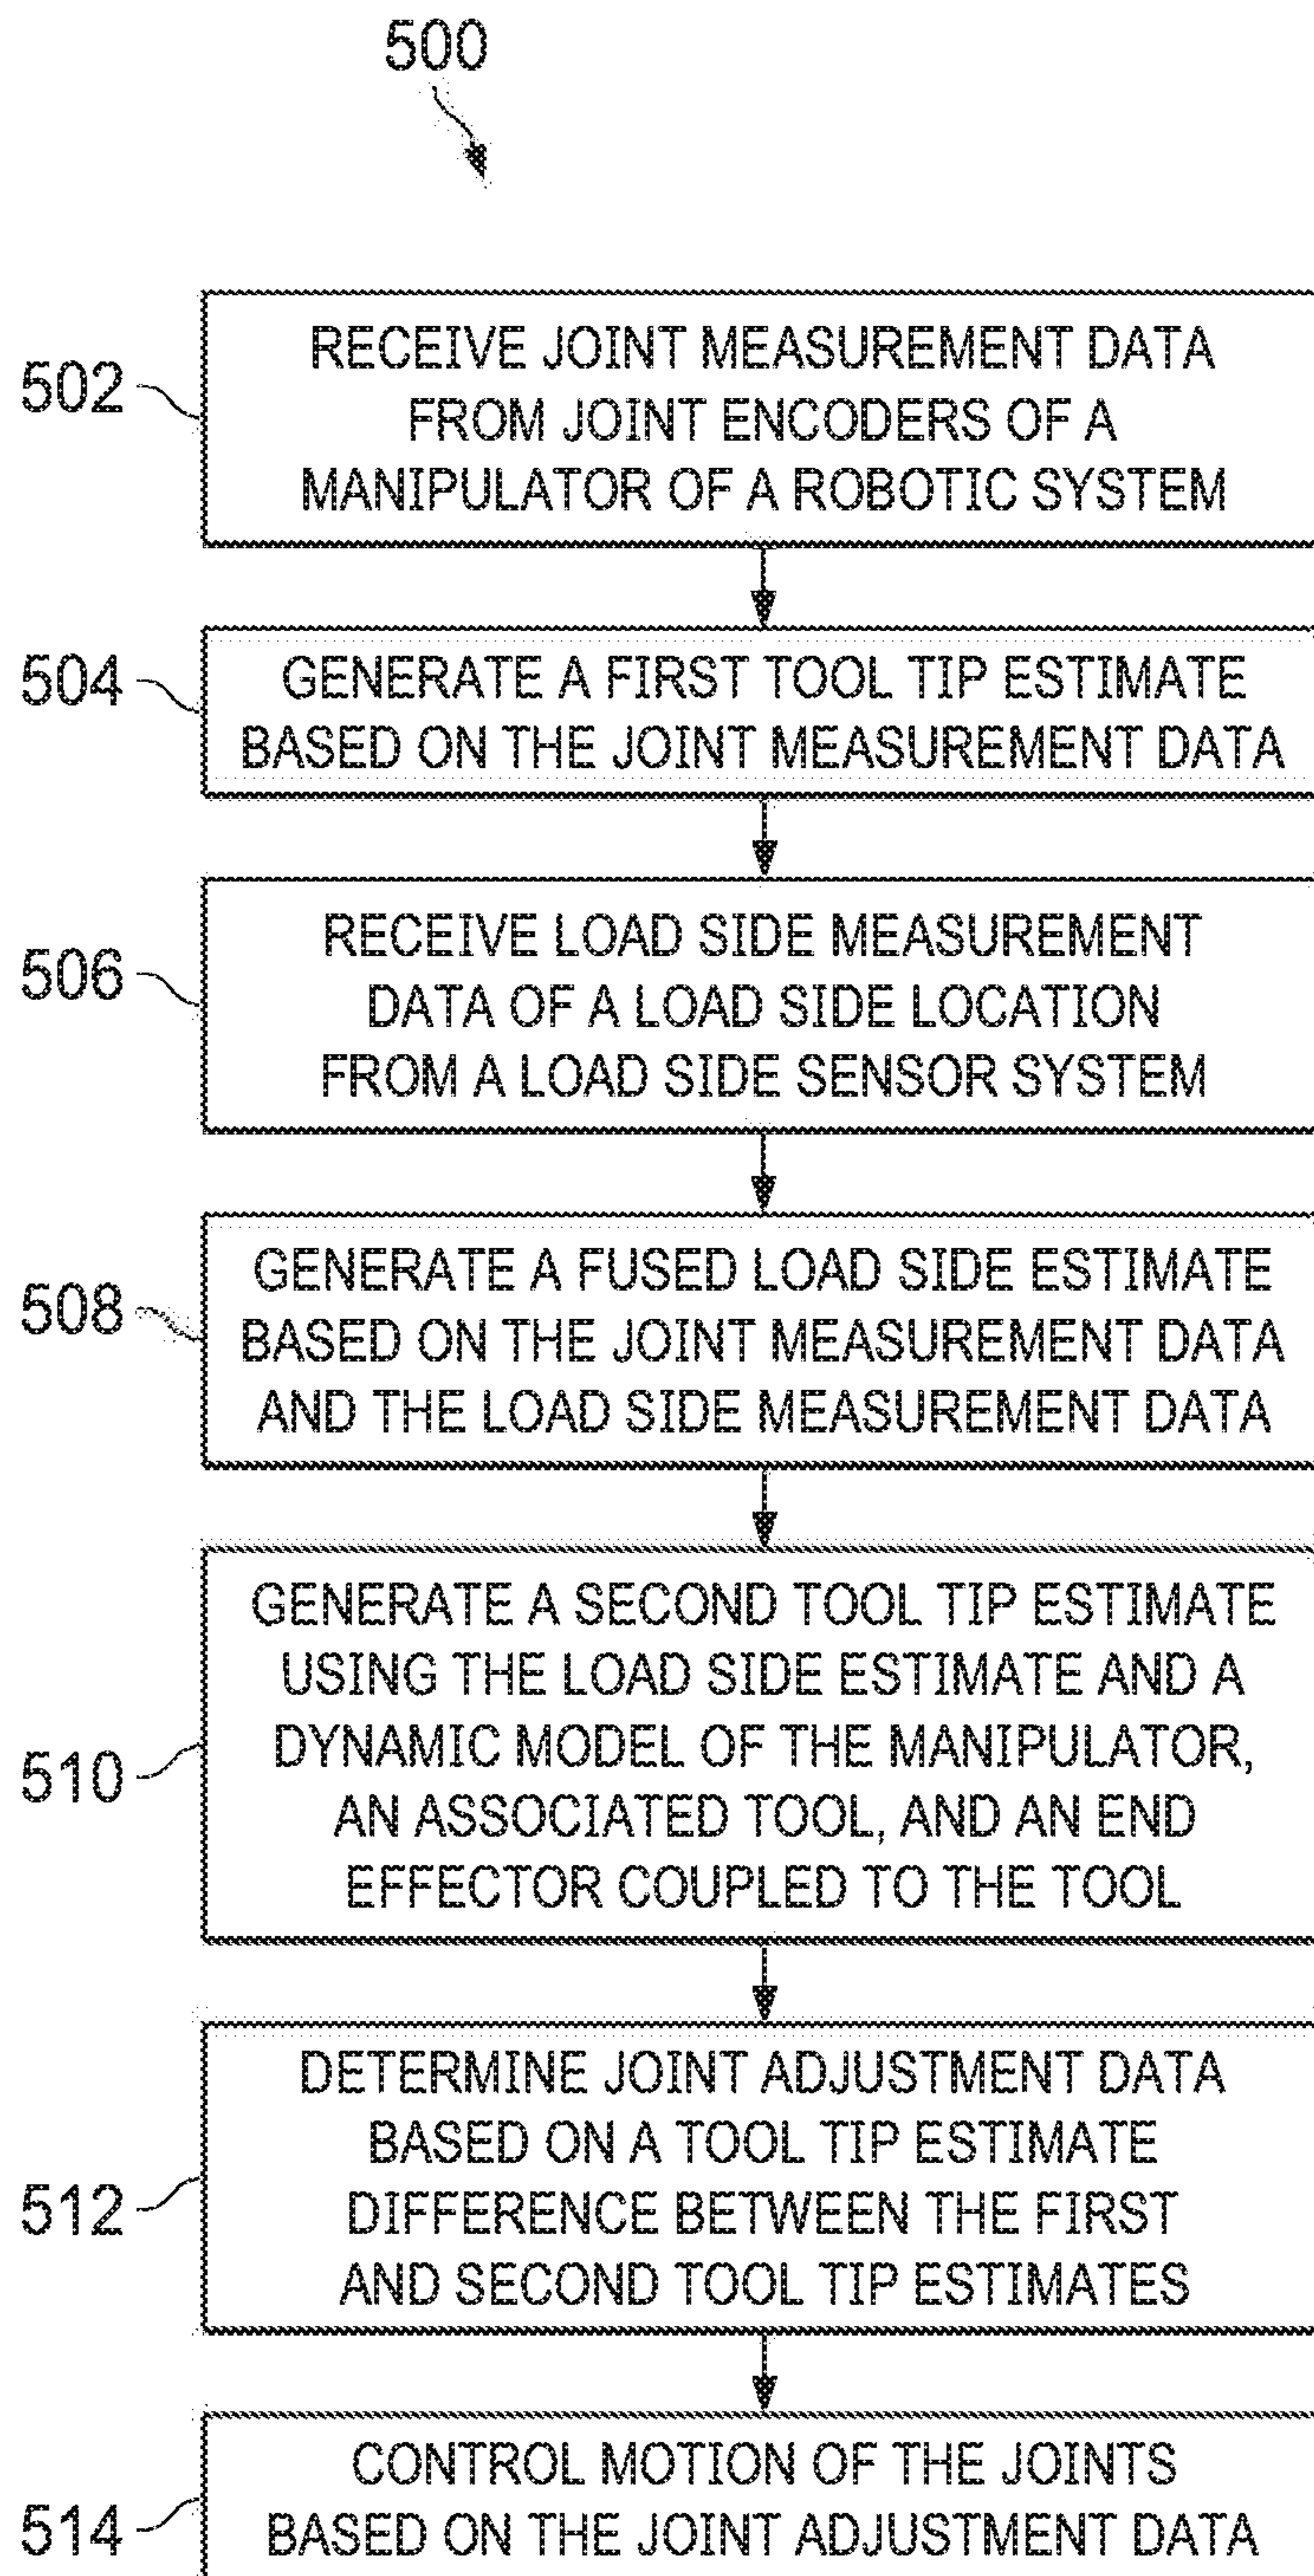 500
502
RECEIVE JOINT MEASUREMENT DATA
FROM JOINT ENCODERS OF A
MANIPULATOR OF A ROBOTIC SYSTEM
504
GENERATE A FIRST TOOL TIP ESTIMATE
BASED ON THE JOINT MEASUREMENT DATA
506
RECEIVE LOAD SIDE MEASUREMENT
DATA OF A LOAD SIDE LOCATION
FROM A LOAD SIDE SENSOR SYSTEM
508
GENERATE A FUSED LOAD SIDE ESTIMATE
BASED ON THE JOINT MEASUREMENT DATA
AND THE LOAD SIDE MEASUREMENT DATA
510
GENERATE A SECOND TOOL TIP ESTIMATE
USING THE LOAD SIDE ESTIMATE AND A
DYNAMIC MODEL OF THE MANIPULATOR,
AN ASSOCIATED TOOL, AND AN END
EFFECTOR COUPLED TO THE TOOL
512
DETERMINE JOINT ADJUSTMENT DATA
BASED ON A TOOL TIP ESTIMATE
DIFFERENCE BETWEEN THE FIRST
AND SECOND TOOL TIP ESTIMATES
514
CONTROL MOTION OF THE JOINTS
BASED ON THE JOINT ADJUSTMENT DATA